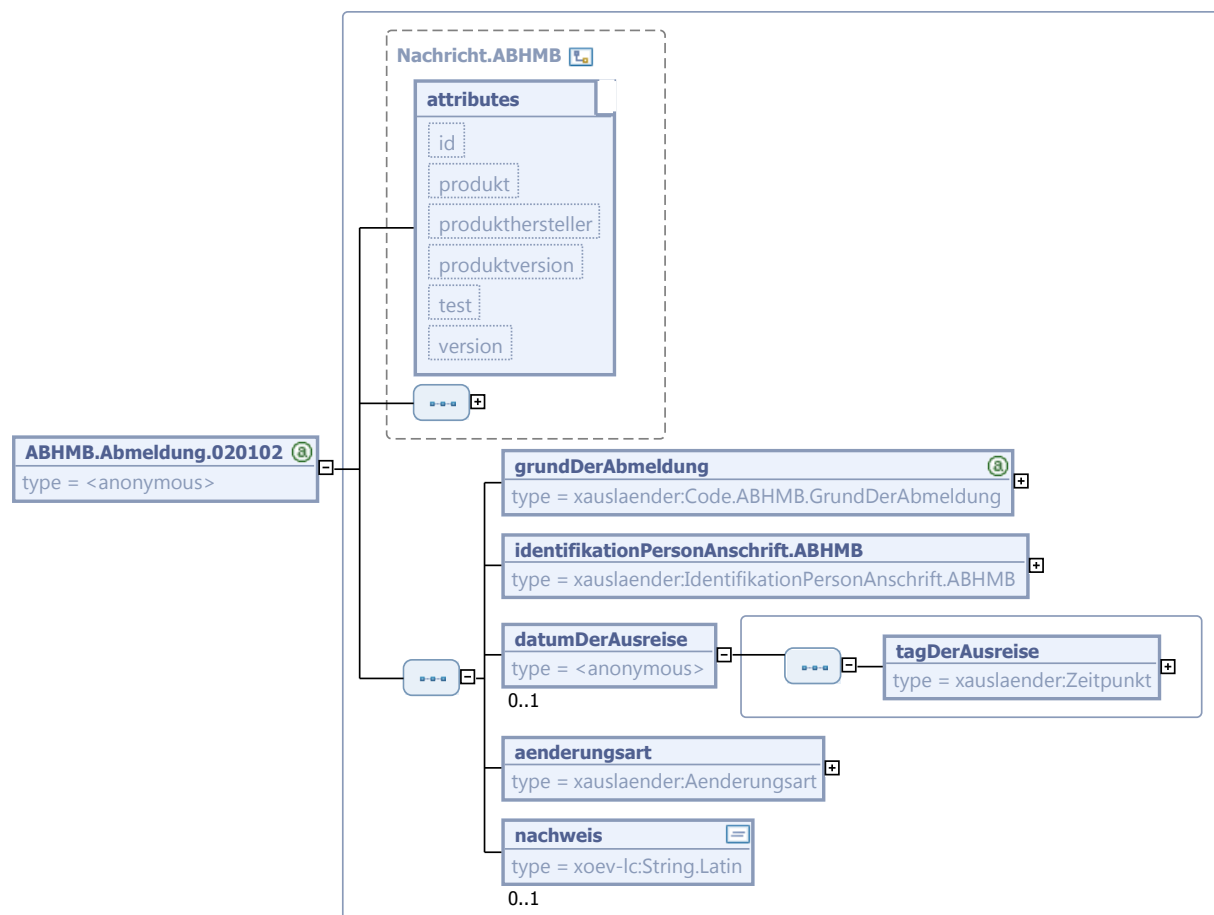 Nachricht.ABHMB
attributes
id
produkt
produkthersteller
produktversion
test
version
ABHMB.Abmeldung.020102
type = <anonymous>
grundDerAbmeldung
type = xauslaender:Code.ABHMB.GrundDerAbmeldung
identifikationPersonAnschrift.ABHMB
type = xauslaender:IdentifikationPersonAnschrift.ABHMB
datumDerAusreise
type = <anonymous>
0..1
tagDerAusreise
type = xauslaender:Zeitpunkt
aenderungsart
type = xauslaender:Aenderungsart
nachweis
type = xoev-lc:String.Latin
0..1